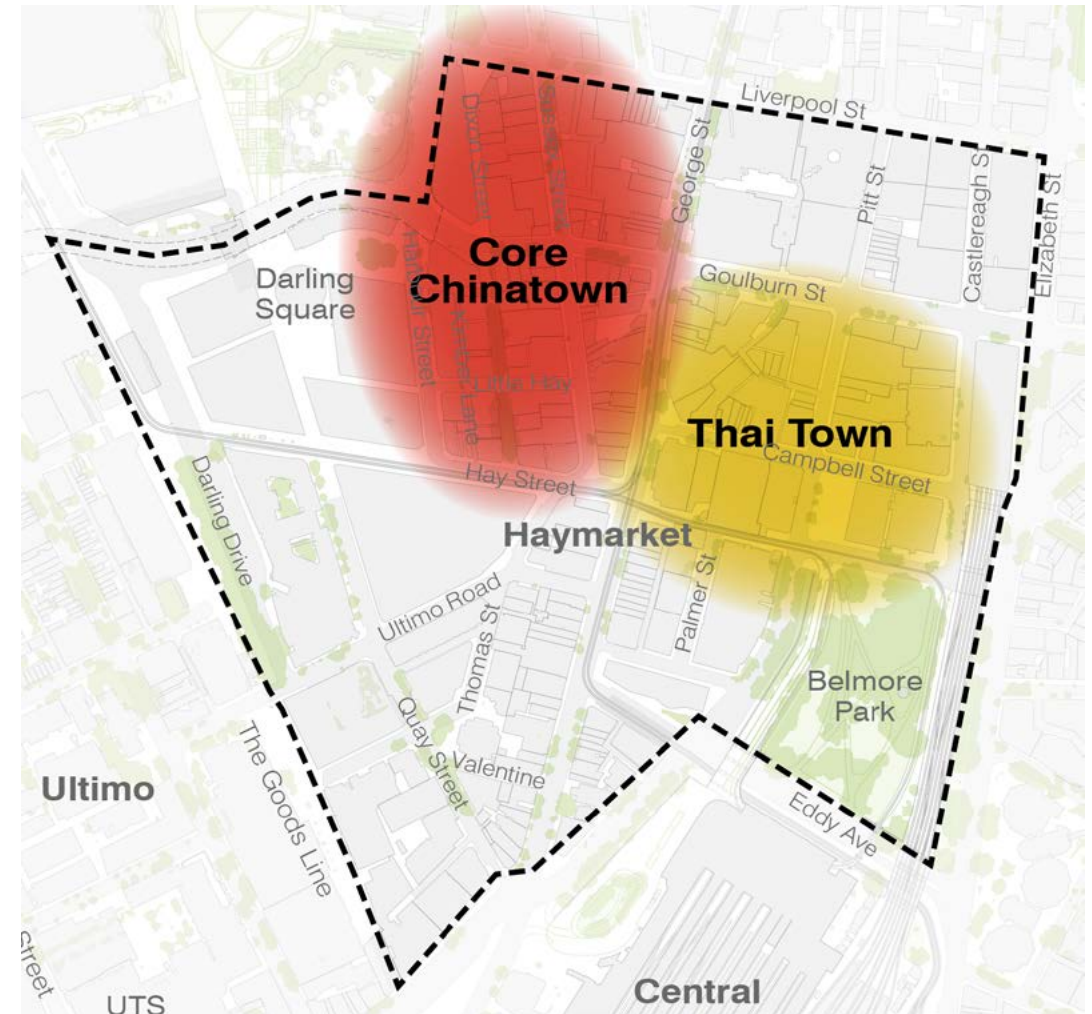 Liverpool St
Dixon Street
Sussex Street
George St
Pitt St
Castlereagh St
Elizabeth St
Core
Chinatown
Goulburn St
Darling
Square
Harbour Street
Kimber Lane
Little Hay
Thai Town
Campbell Street
Hay Street
Haymarket
Darling Drive
Ultimo Road
Thomas St
Palmer St
Belmore
Park
Quay Street
Valentine
The Goods Line
Ultimo
Eddy Ave
Street
UTS
Central